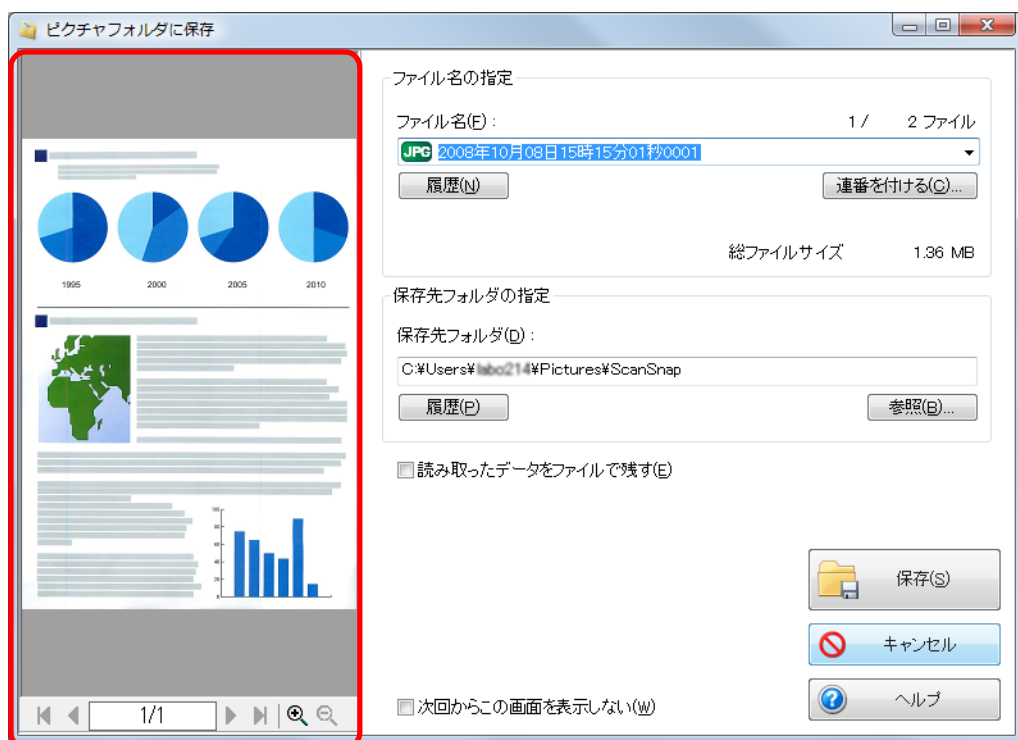 ピクチャフォルダに保存
1995 2000 2005 2010
100
80
60
40
20
0
1/1
ファイル名の指定
ファイル名(F): 1/ 2 ファイル
JPG 2008年10月08日15時15分01秒0001
履歴(N) 連番を付ける(C)...
総ファイルサイズ 1.36 MB
保存先フォルダの指定
保存先フォルダ(D):
C:¥Users¥ ¥Pictures¥ScanSnap
履歴(P) 参照(B)...
読み取ったデータをファイルで残す(E)
保存(S)
キャンセル
次回からこの画面を表示しない(W)
ヘルプ